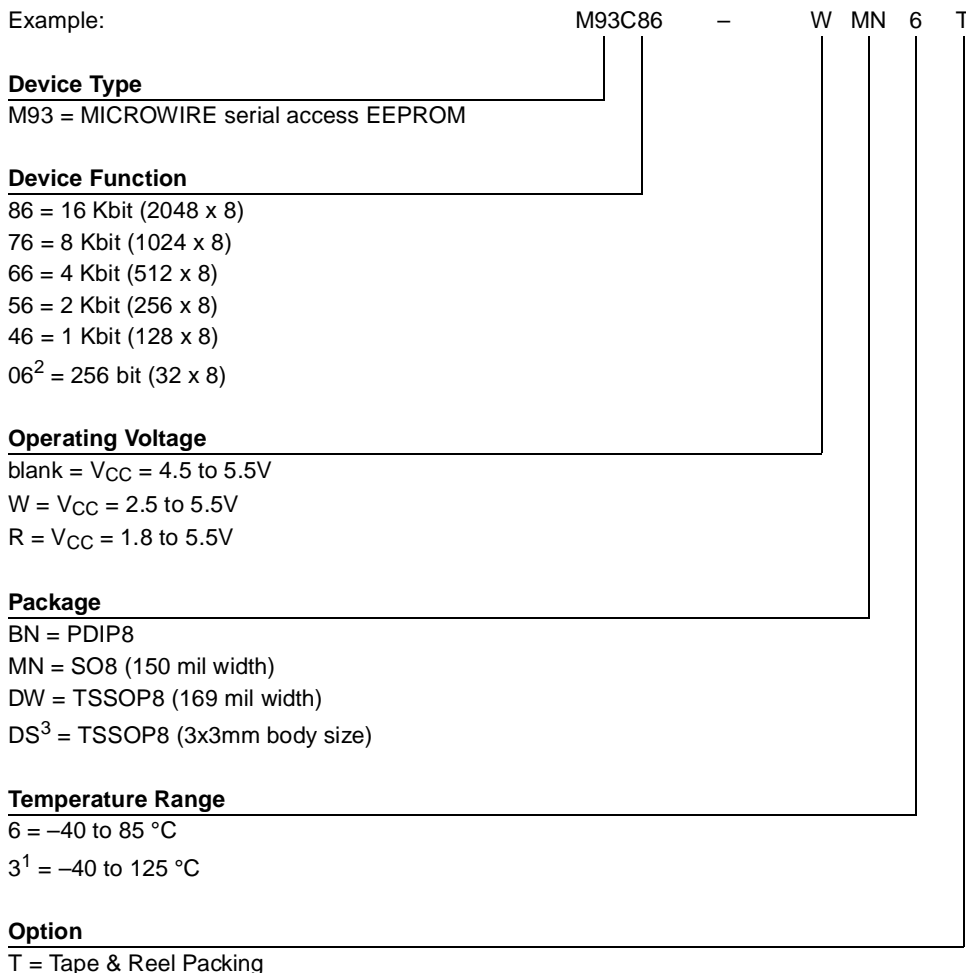 Example: M93C86 – W MN 6 T
Device Type
M93 = MICROWIRE serial access EEPROM
Device Function
86 = 16 Kbit (2048 x 8)
76 = 8 Kbit (1024 x 8)
66 = 4 Kbit (512 x 8)
56 = 2 Kbit (256 x 8)
46 = 1 Kbit (128 x 8)
06² = 256 bit (32 x 8)
Operating Voltage
blank = VCC = 4.5 to 5.5V
W = VCC = 2.5 to 5.5V
R = VCC = 1.8 to 5.5V
Package
BN = PDIP8
MN = SO8 (150 mil width)
DW = TSSOP8 (169 mil width)
DS³ = TSSOP8 (3x3mm body size)
Temperature Range
6 = –40 to 85 °C
3¹ = –40 to 125 °C
Option
T = Tape & Reel Packing